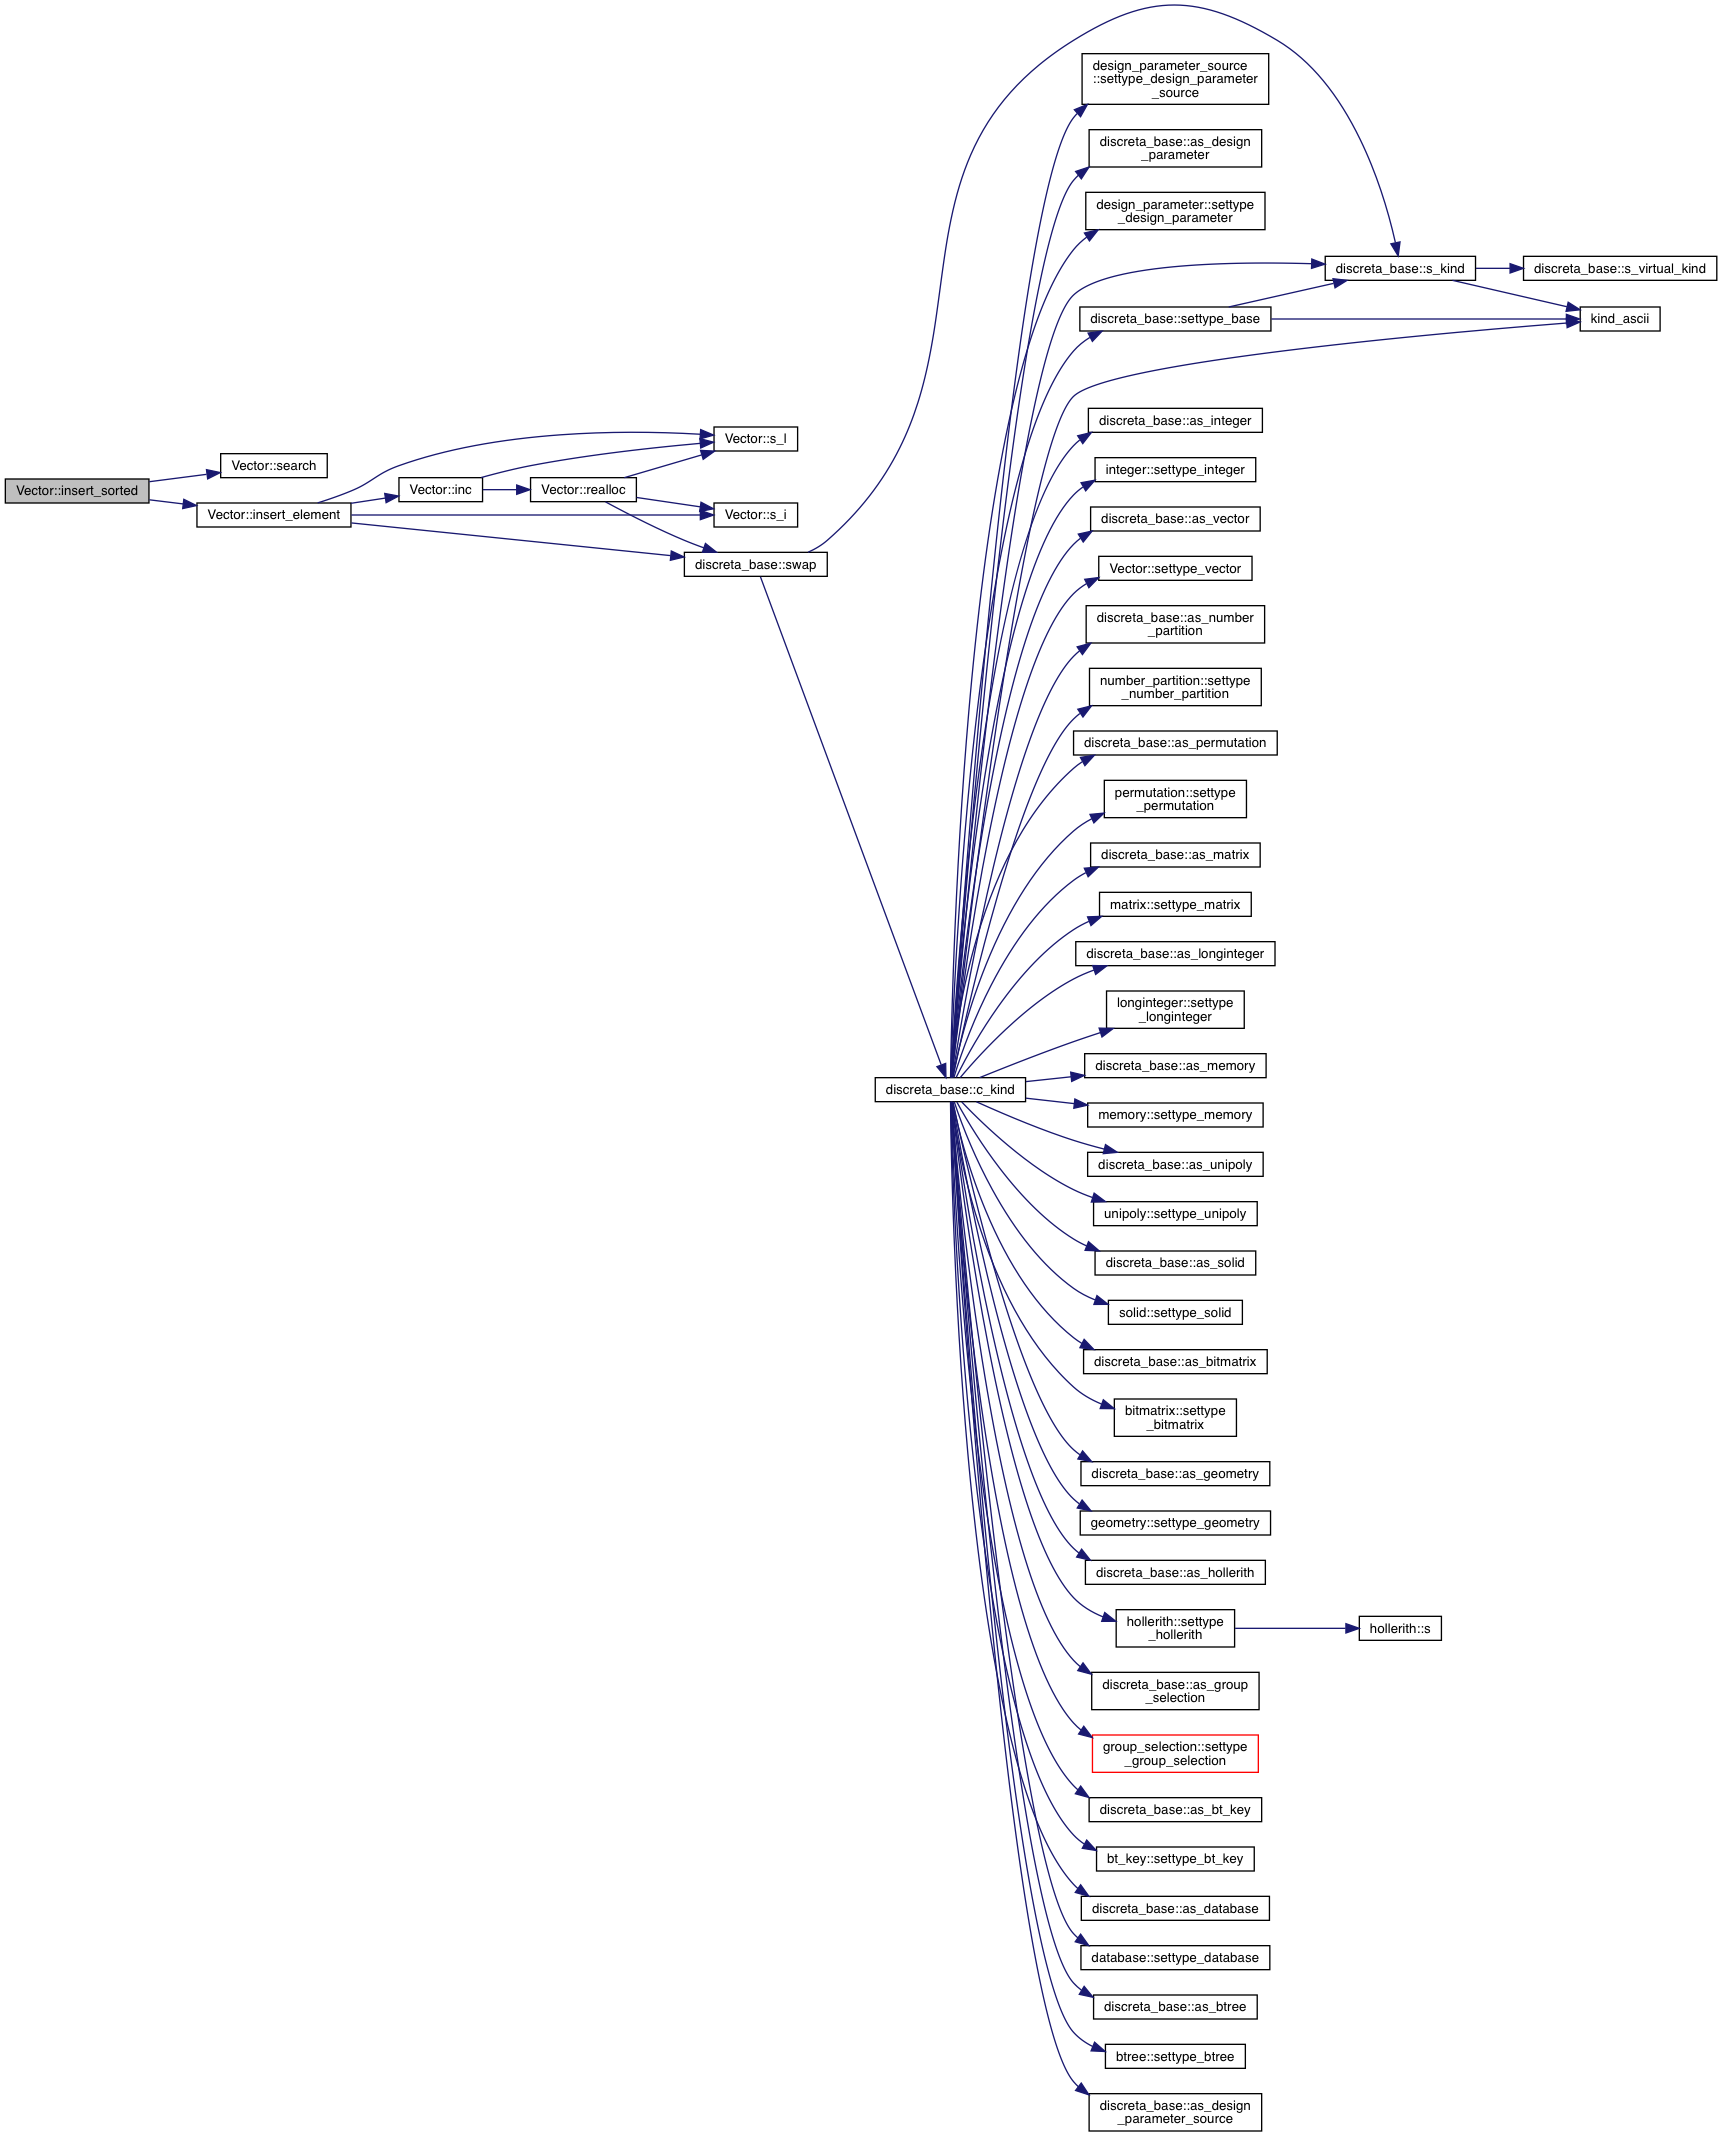 Vector::insert_sorted
Vector::search
Vector::insert_element
Vector::inc
Vector::realloc
Vector::s_l
Vector::s_i
discreta_base::swap
discreta_base::c_kind
design_parameter_source
::settype_design_parameter
_source
discreta_base::as_design
_parameter
design_parameter::settype
_design_parameter
discreta_base::s_kind
discreta_base::s_virtual_kind
discreta_base::settype_base
kind_ascii
discreta_base::as_integer
integer::settype_integer
discreta_base::as_vector
Vector::settype_vector
discreta_base::as_number
_partition
number_partition::settype
_number_partition
discreta_base::as_permutation
permutation::settype
_permutation
discreta_base::as_matrix
matrix::settype_matrix
discreta_base::as_longinteger
longinteger::settype
_longinteger
discreta_base::as_memory
memory::settype_memory
discreta_base::as_unipoly
unipoly::settype_unipoly
discreta_base::as_solid
solid::settype_solid
discreta_base::as_bitmatrix
bitmatrix::settype
_bitmatrix
discreta_base::as_geometry
geometry::settype_geometry
discreta_base::as_hollerith
hollerith::settype
_hollerith
hollerith::s
discreta_base::as_group
_selection
group_selection::settype
_group_selection
discreta_base::as_bt_key
bt_key::settype_bt_key
discreta_base::as_database
database::settype_database
discreta_base::as_btree
btree::settype_btree
discreta_base::as_design
_parameter_source